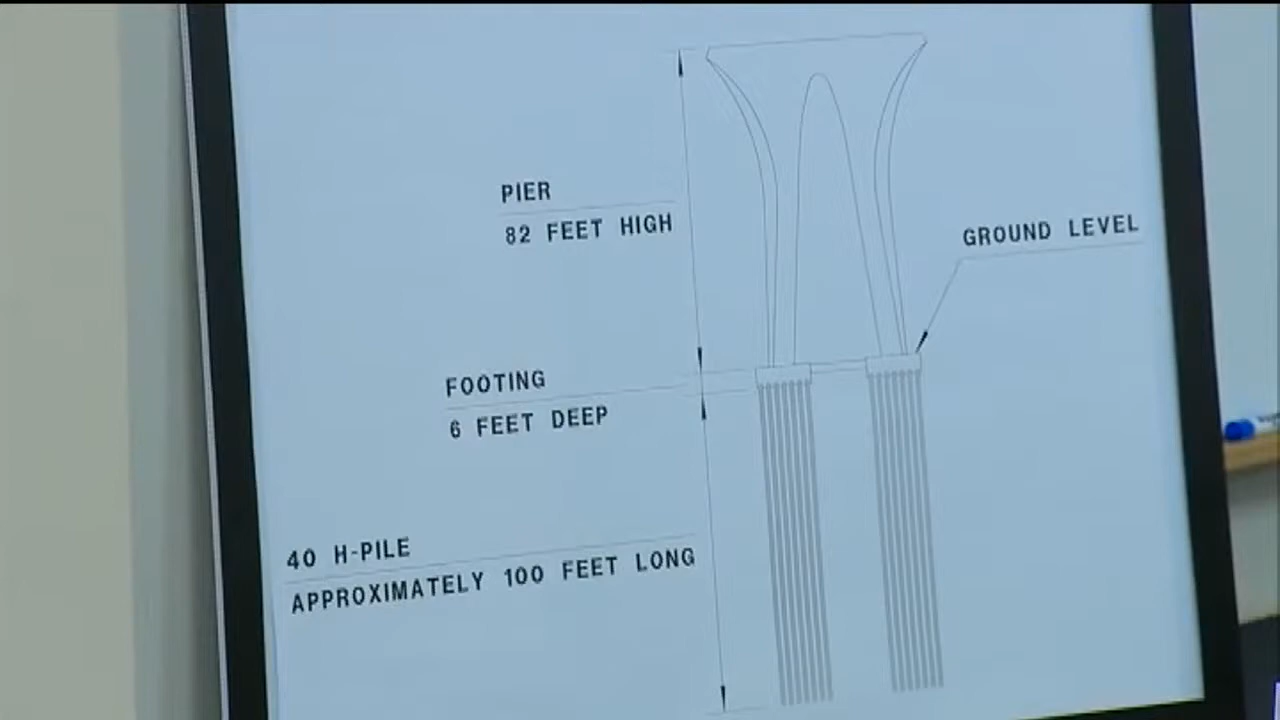 PIER
82 FEET HIGH
GROUND LEVEL
FOOTING
6 FEET DEEP
40 H-PILE
APPROXIMATELY 100 FEET LONG